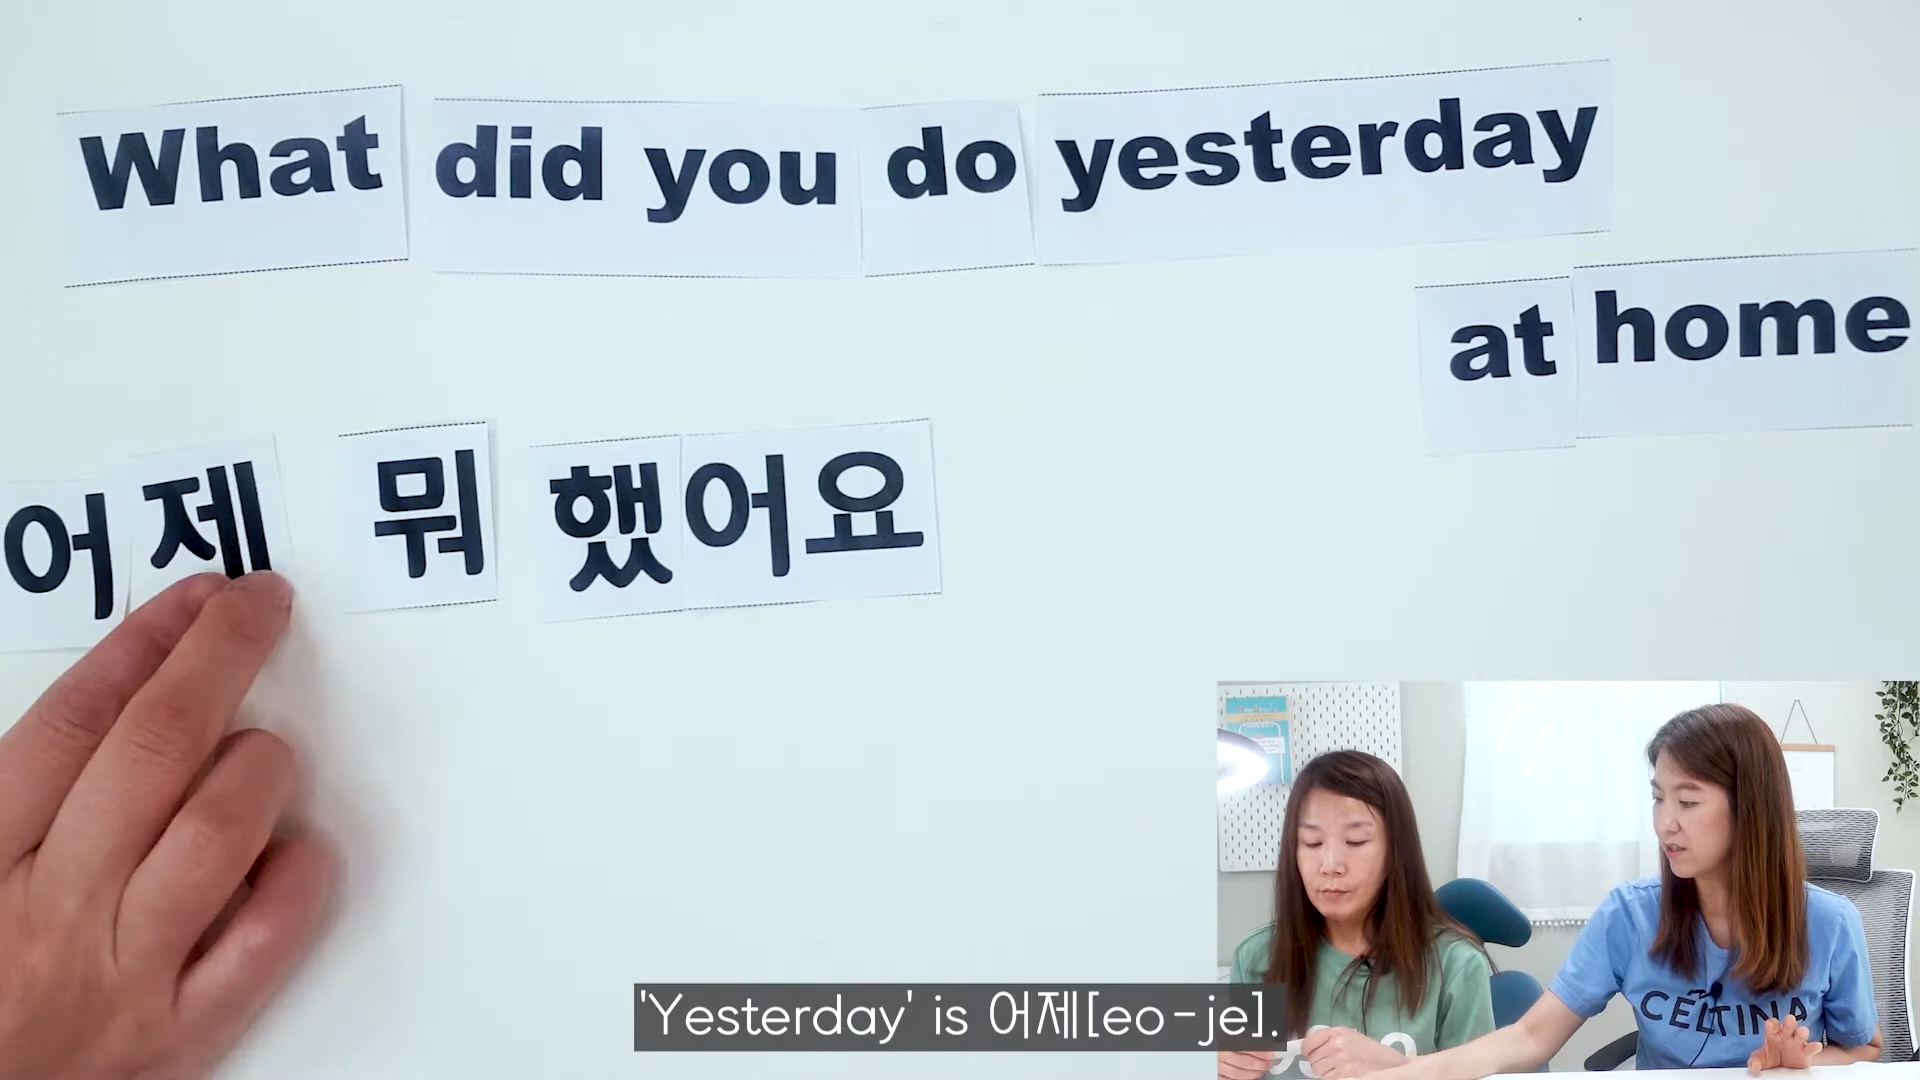 What did you do yesterday
at home
어제 뭐 했어요
'Yesterday' is 어제[eo-je].
CELTINA